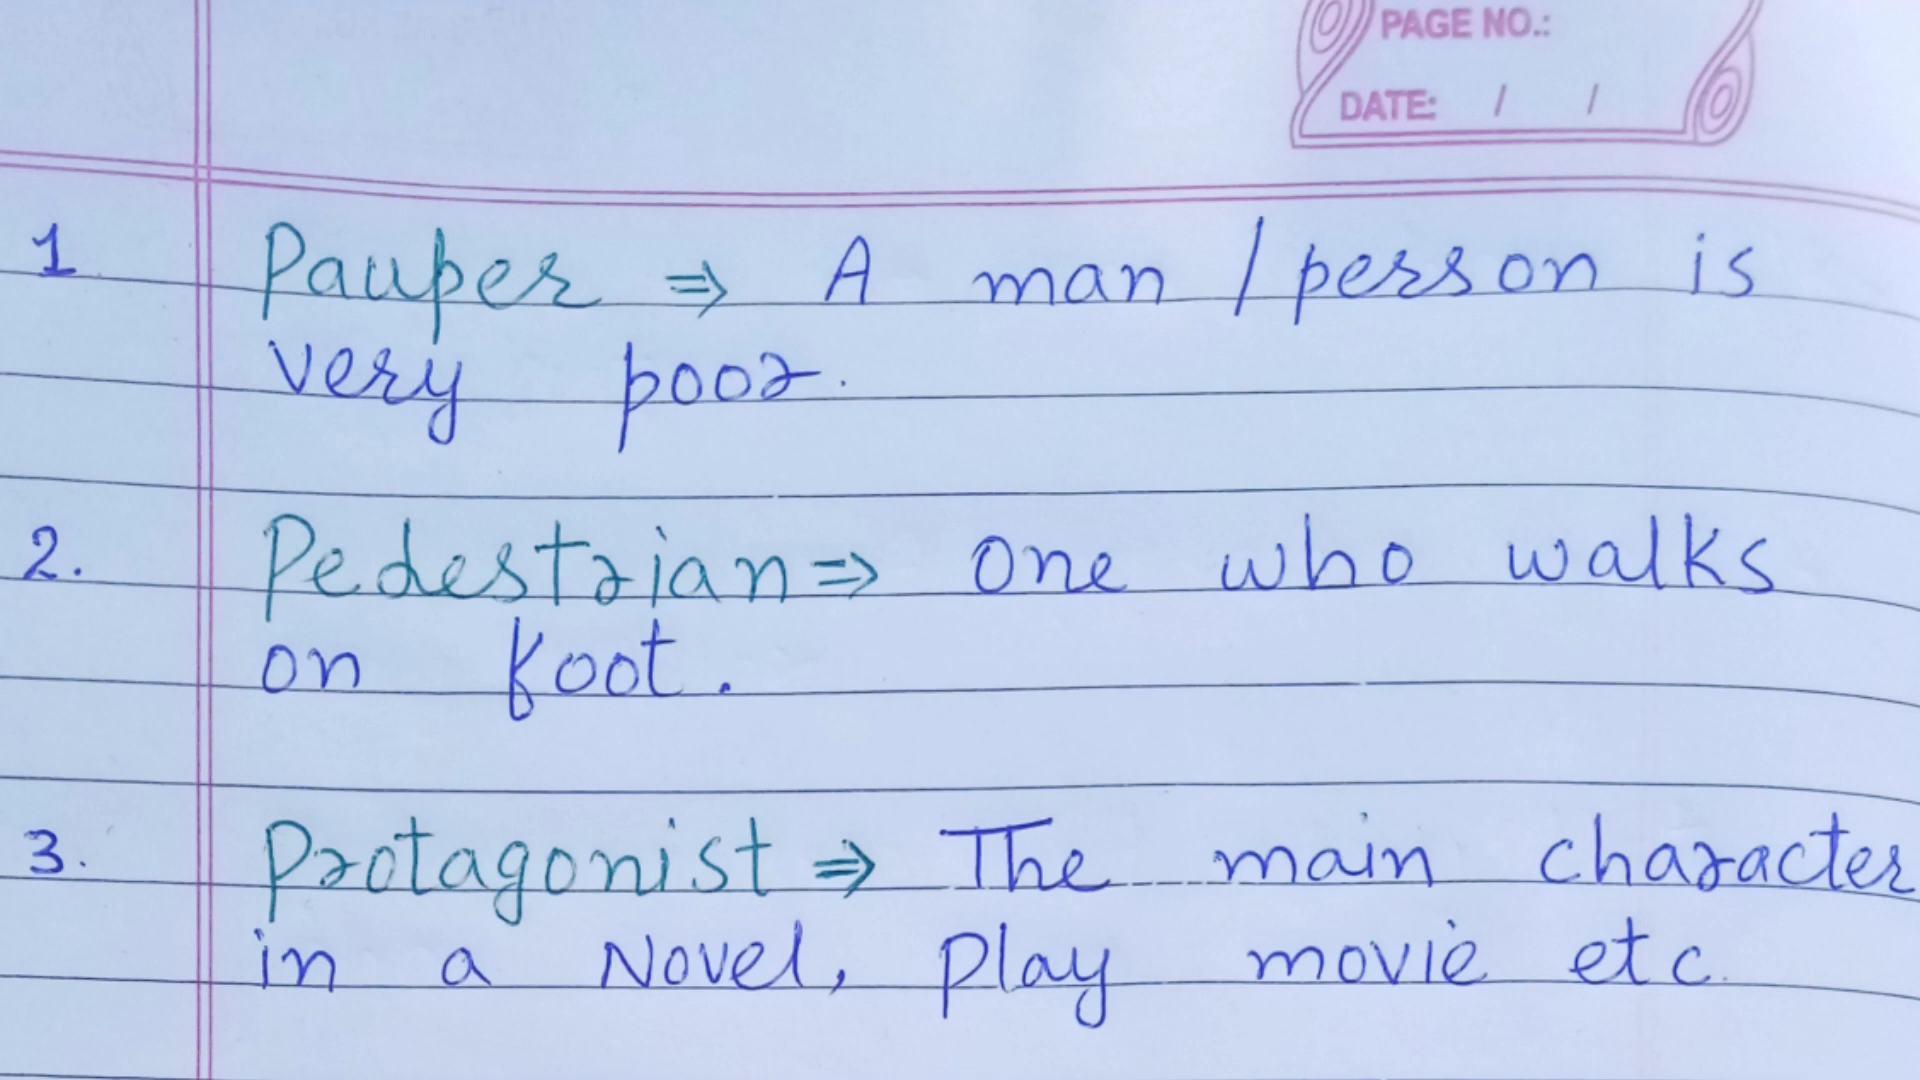 PAGE NO.:
DATE: / /
1 Pauper ⇒ A man / person is
very poor.
2. Pedestrian ⇒ One who walks
on foot.
3. Protagonist ⇒ The main character
in a Novel, Play movie etc.